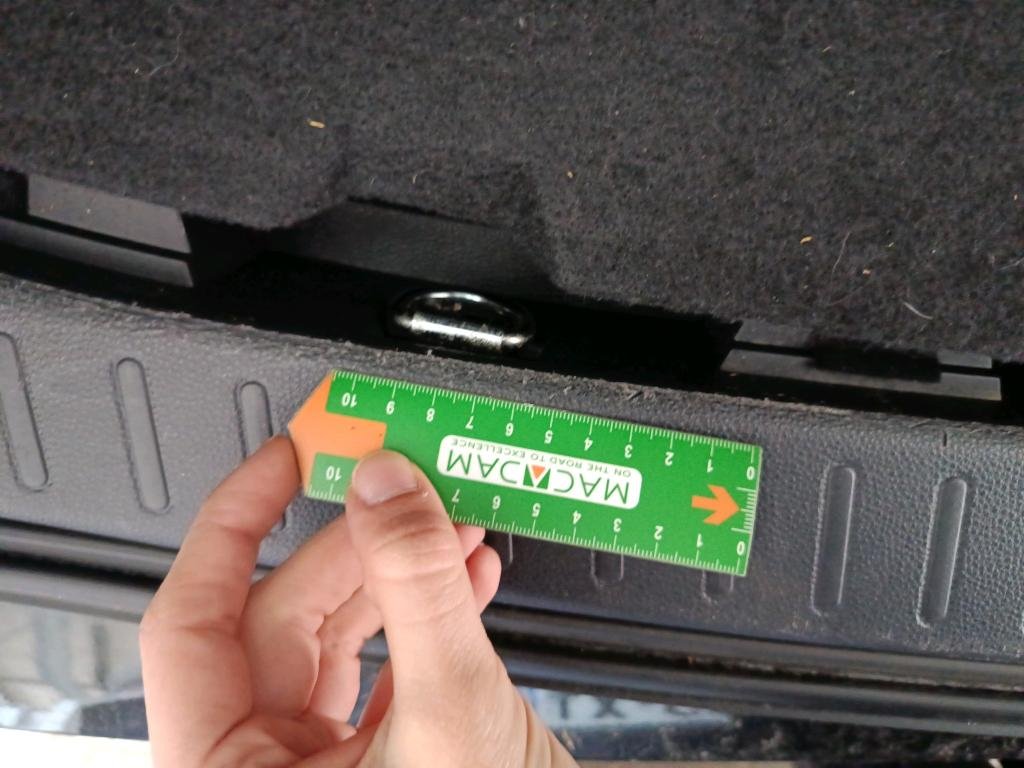 0 1 2 3 4 5 6 7
MACADAM
ON THE ROAD TO EXCELLENCE
0 1 2 3 4 5 6 7 8 9 10
10